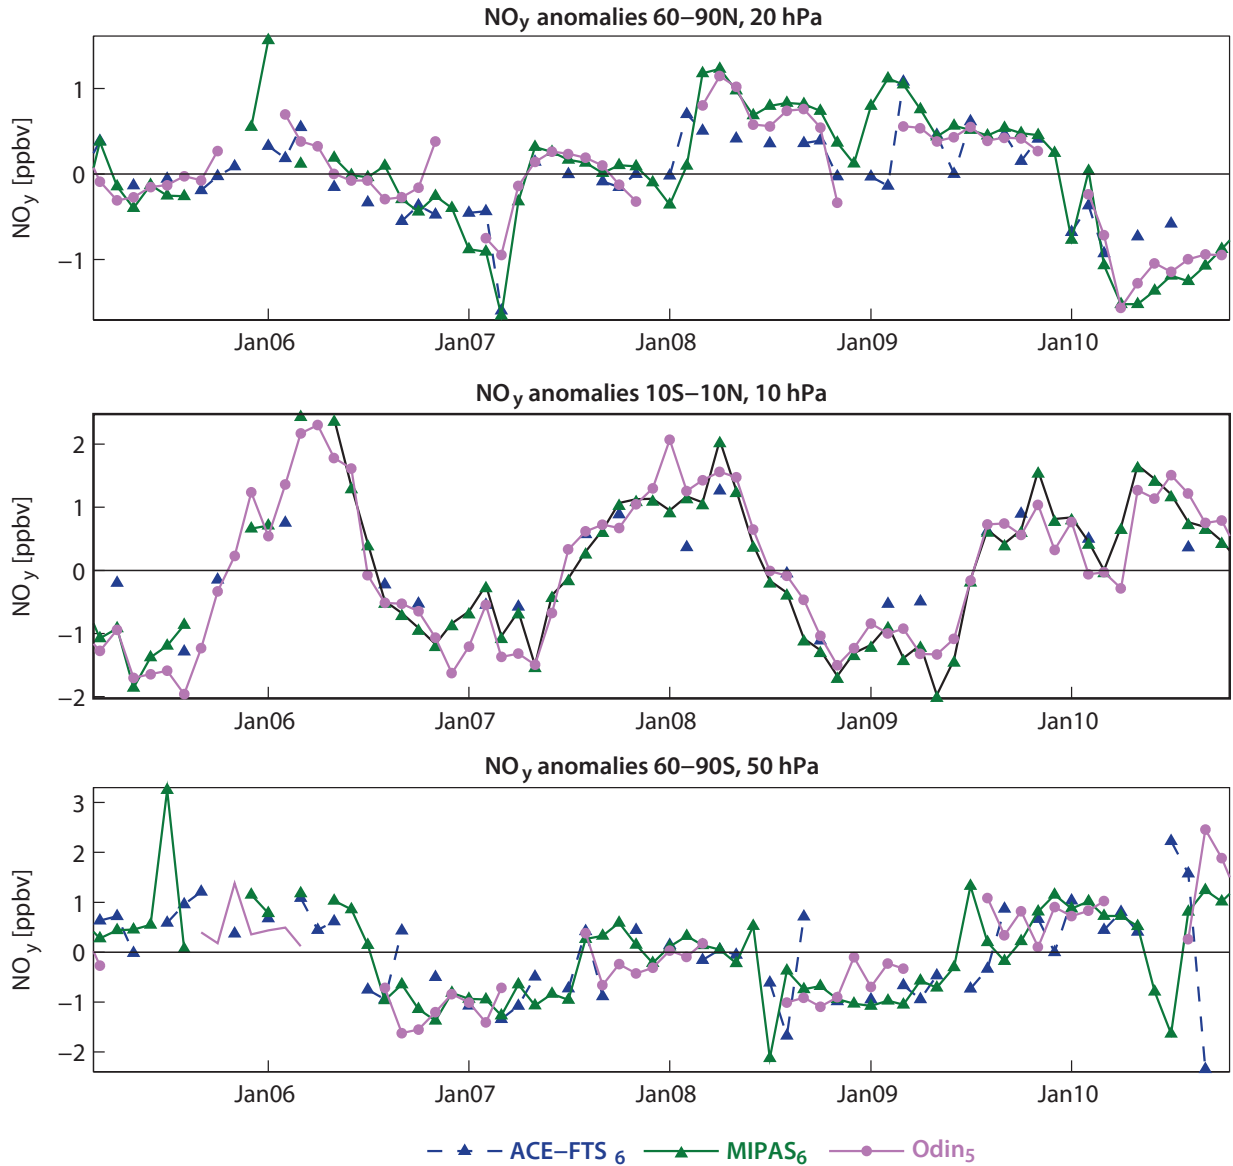 NOy anomalies 60−90N, 20 hPa
NOy [ppbv]
1
0
−1
Jan06 Jan07 Jan08 Jan09 Jan10
NOy anomalies 10S−10N, 10 hPa
NOy [ppbv]
2
1
0
−1
−2
Jan06 Jan07 Jan08 Jan09 Jan10
NOy anomalies 60−90S, 50 hPa
NOy [ppbv]
3
2
1
0
−1
−2
Jan06 Jan07 Jan08 Jan09 Jan10
ACE−FTS 6 MIPAS6 Odin5